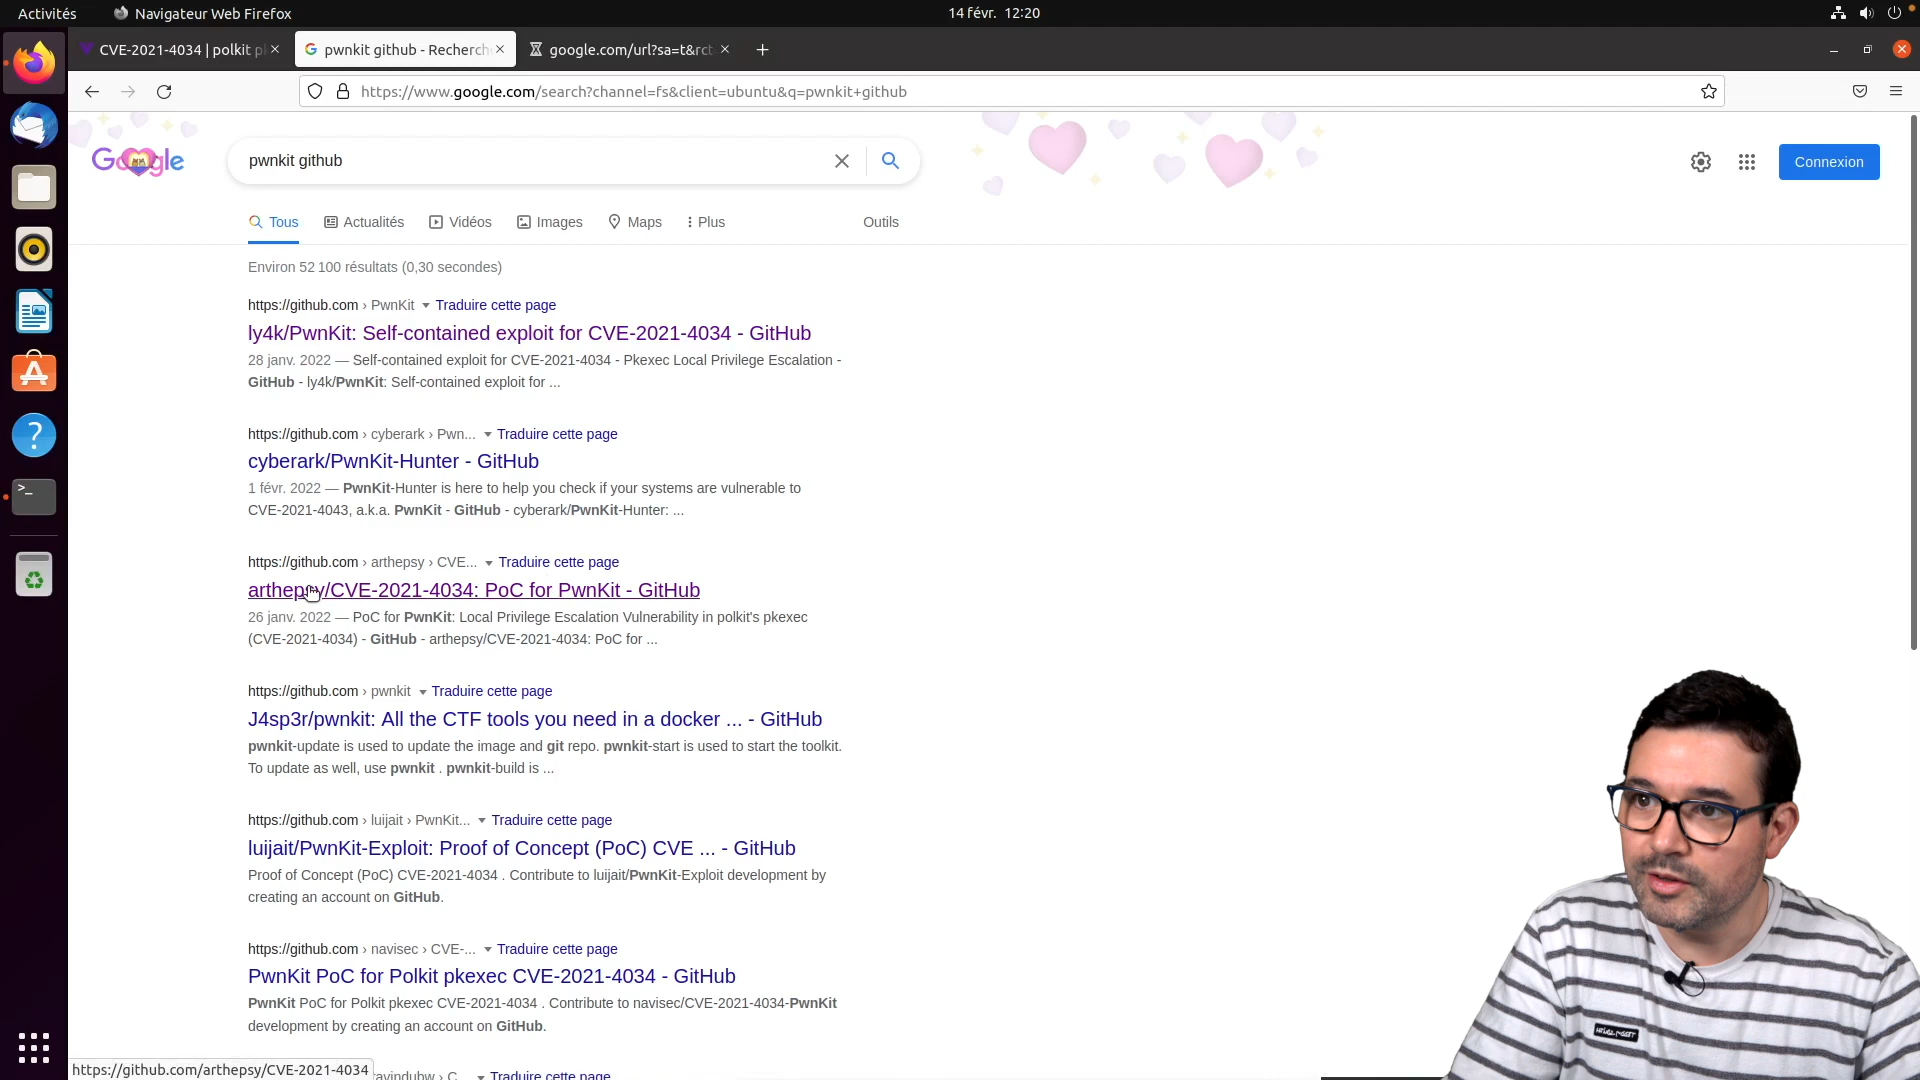 Activités
Navigateur Web Firefox
14 févr. 12:20
CVE-2021-4034 | polkit p
pwnkit github - Recherch
google.com/url?sa=t&rct
https://www.google.com/search?channel=fs&client=ubuntu&q=pwnkit+github
Google
pwnkit github
Connexion
Tous
Actualités
Vidéos
Images
Maps
Plus
Outils
Environ 52 100 résultats (0,30 secondes)
https://github.com › PwnKit Traduire cette page
ly4k/PwnKit: Self-contained exploit for CVE-2021-4034 - GitHub
28 janv. 2022 — Self-contained exploit for CVE-2021-4034 - Pkexec Local Privilege Escalation -
GitHub - ly4k/PwnKit: Self-contained exploit for ...
https://github.com › cyberark › Pwn... Traduire cette page
cyberark/PwnKit-Hunter - GitHub
1 févr. 2022 — PwnKit-Hunter is here to help you check if your systems are vulnerable to
CVE-2021-4043, a.k.a. PwnKit - GitHub - cyberark/PwnKit-Hunter: ...
https://github.com › arthepsy › CVE... Traduire cette page
arthepsy/CVE-2021-4034: PoC for PwnKit - GitHub
26 janv. 2022 — PoC for PwnKit: Local Privilege Escalation Vulnerability in polkit's pkexec
(CVE-2021-4034) - GitHub - arthepsy/CVE-2021-4034: PoC for ...
https://github.com › pwnkit Traduire cette page
J4sp3r/pwnkit: All the CTF tools you need in a docker ... - GitHub
pwnkit-update is used to update the image and git repo. pwnkit-start is used to start the toolkit.
To update as well, use pwnkit . pwnkit-build is ...
https://github.com › luijait › PwnKit... Traduire cette page
luijait/PwnKit-Exploit: Proof of Concept (PoC) CVE ... - GitHub
Proof of Concept (PoC) CVE-2021-4034 . Contribute to luijait/PwnKit-Exploit development by
creating an account on GitHub.
https://github.com › navisec › CVE-... Traduire cette page
PwnKit PoC for Polkit pkexec CVE-2021-4034 - GitHub
PwnKit PoC for Polkit pkexec CVE-2021-4034 . Contribute to navisec/CVE-2021-4034-PwnKit
development by creating an account on GitHub.
https://github.com/arthepsy/CVE-2021-4034
Traduire cette page